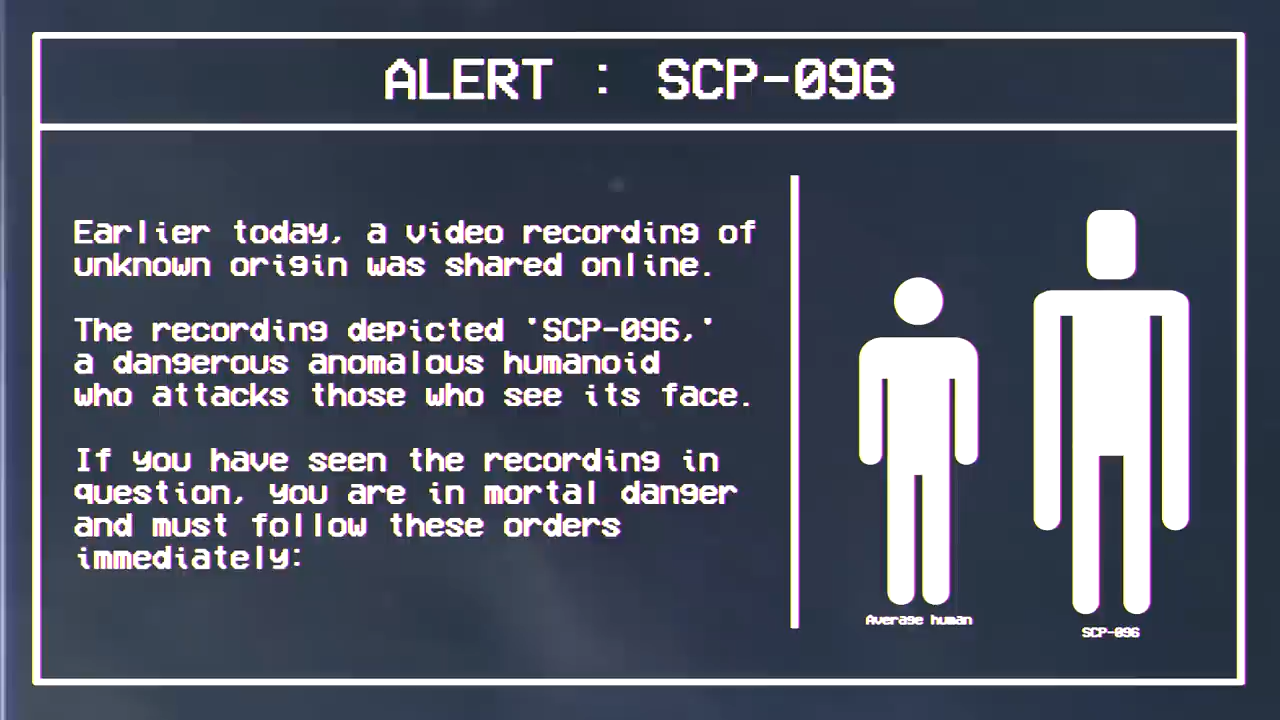 ALERT : SCP-096
Earlier today, a video recording of
unknown origin was shared online.
The recording depicted 'SCP-096,'
a dangerous anomalous humanoid
who attacks those who see its face.
If you have seen the recording in
question, you are in mortal danger
and must follow these orders
immediately:
Average human
SCP-096